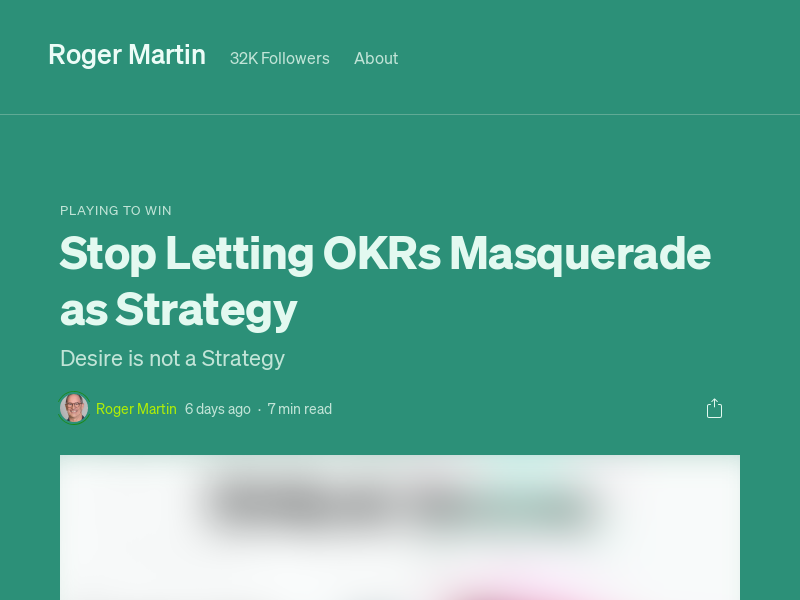 Roger Martin 32K Followers About
PLAYING TO WIN
Stop Letting OKRs Masquerade
as Strategy
Desire is not a Strategy
Roger Martin 6 days ago · 7 min read